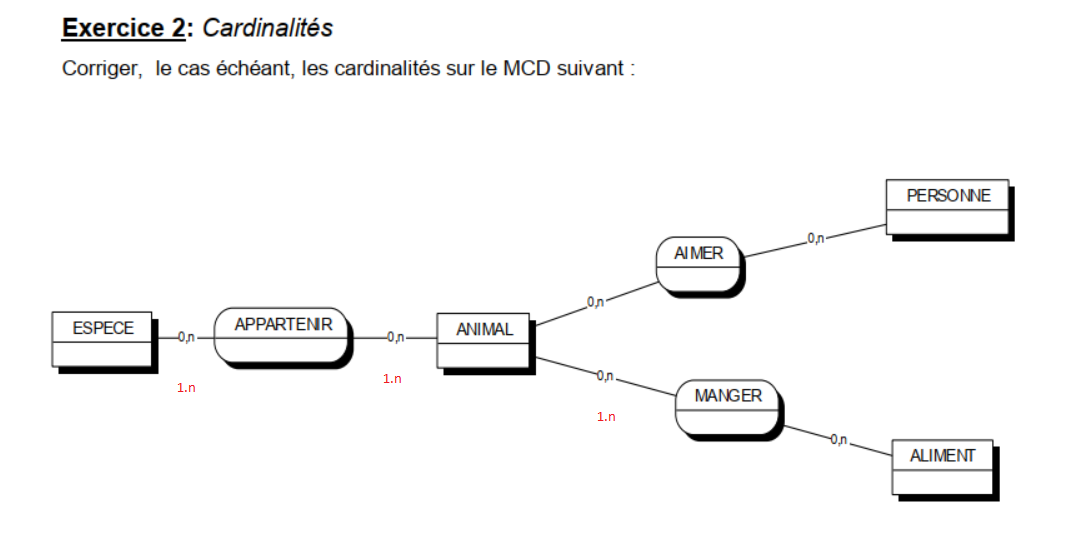 Exercice 2: Cardinalités
Corriger, le cas échéant, les cardinalités sur le MCD suivant :
PERSONNE
0,n
AIMER
0,n
ESPECE
0,n
APPARTENIR
0,n
ANIMAL
1.n
1.n
0,n
1.n
MANGER
0,n
ALIMENT